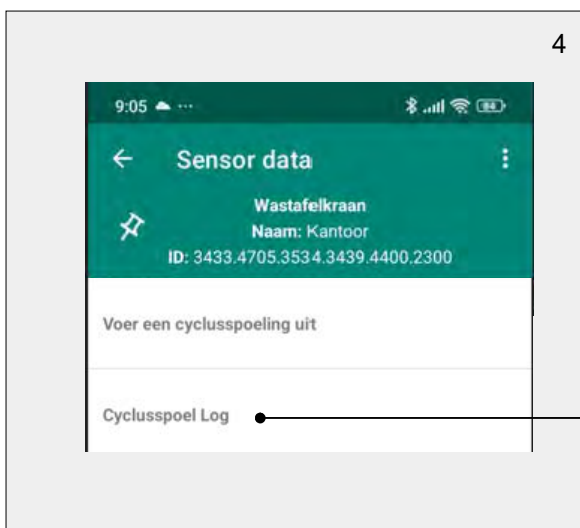 4
9:05 ...
84
Sensor data
Wastafelkraan
Naam: Kantoor
ID: 3433.4705.3534.3439.4400.2300
Voer een cyclusspoeling uit
Cyclusspoel Log